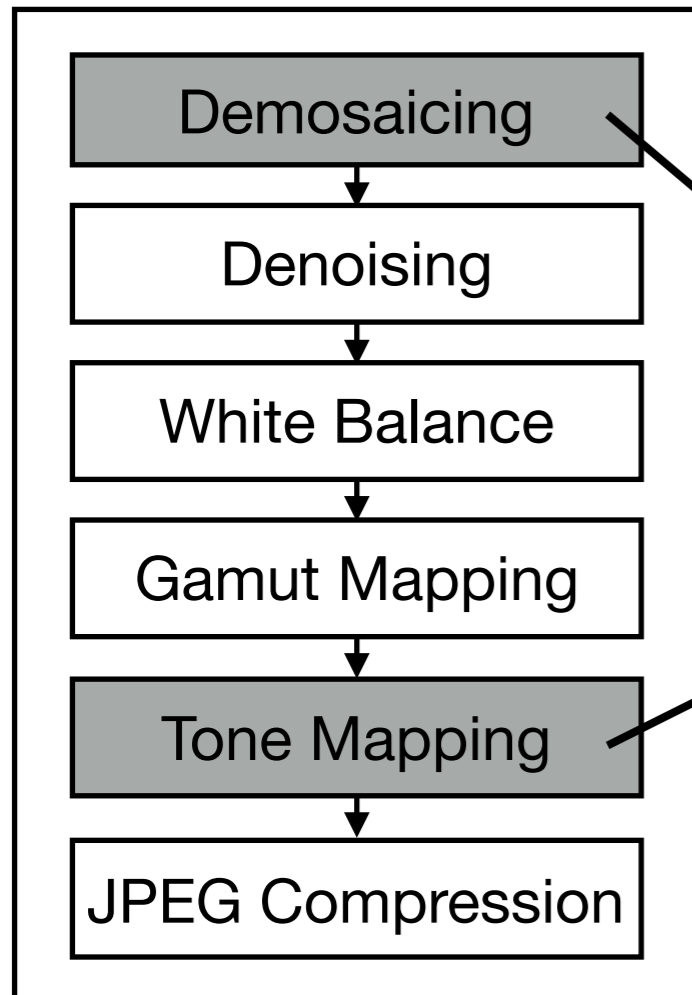 Demosaicing
Denoising
White Balance
Gamut Mapping
Tone Mapping
JPEG Compression